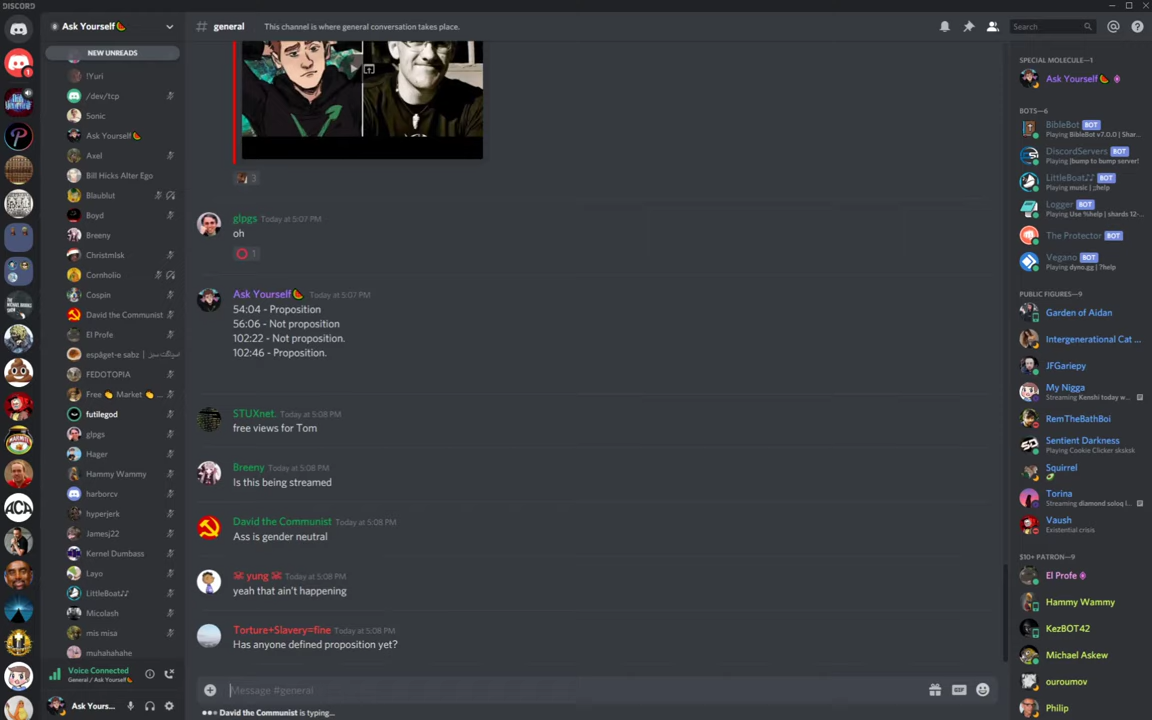 DISCORD
Ask Yourself🍉
NEW UNREADS
!Yuri
/dev/tcp
Sonic
Ask Yourself🍉
Axel
Bill Hicks Alter Ego
Blaublut
Boyd
Breeny
ChristmIsk
Cornholio
Cospin
David the Communist
El Profe
espåget-e sabz |
FEDOTOPIA
Free 👏 Market 👏 ...
futilegod
glpgs
Hager
Hammy Wammy
harborcv
hyperjerk
Jamesj22
Kernel Dumbass
Layo
LittleBoat♪♪
Micolash
mis misa
muhahahahe
Voice Connected
General / Ask Yourself🍉
Ask Yours...
# general
This channel is where general conversation takes place.
Search
3
glpgs Today at 5:07 PM
oh
1
Ask Yourself🍉 Today at 5:07 PM
54:04 - Proposition
56:06 - Not proposition
102:22 - Not proposition.
102:46 - Proposition.
STUXnet. Today at 5:08 PM
free views for Tom
Breeny Today at 5:08 PM
Is this being streamed
David the Communist Today at 5:08 PM
Ass is gender neutral
☠ yung ☠ Today at 5:08 PM
yeah that ain't happening
Torture+Slavery=fine Today at 5:08 PM
Has anyone defined proposition yet?
Message #general
GIF
David the Communist is typing...
SPECIAL MOLECULE—1
Ask Yourself🍉
BOTS—6
BibleBot BOT
Playing BibleBot v7.0.0 | Shar...
DiscordServers BOT
Playing !bump to bump server!
LittleBoat♪♪ BOT
Playing music | ;;help
Logger BOT
Playing Use %help | shards 12-...
The Protector BOT
Vegano BOT
Playing dyno.gg | ?help
PUBLIC FIGURES—9
Garden of Aidan
Intergenerational Cat ...
JFGariepy
My Nigga
Streaming Kenshi today w...
RemTheBathBoi
Sentient Darkness
Playing Cookie Clicker skskok
Squirrel
Torina
Streaming diamond soloq l...
Vaush
Existential crisis
$10+ PATRON—9
El Profe
Hammy Wammy
KezBOT42
Michael Askew
ouroumov
Philip
ACA